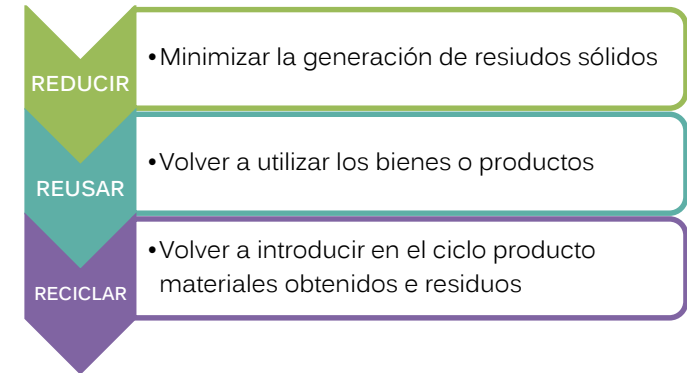 REDUCIR
•Minimizar la generación de resiudos sólidos
REUSAR
•Volver a utilizar los bienes o productos
RECICLAR
•Volver a introducir en el ciclo producto
materiales obtenidos e residuos